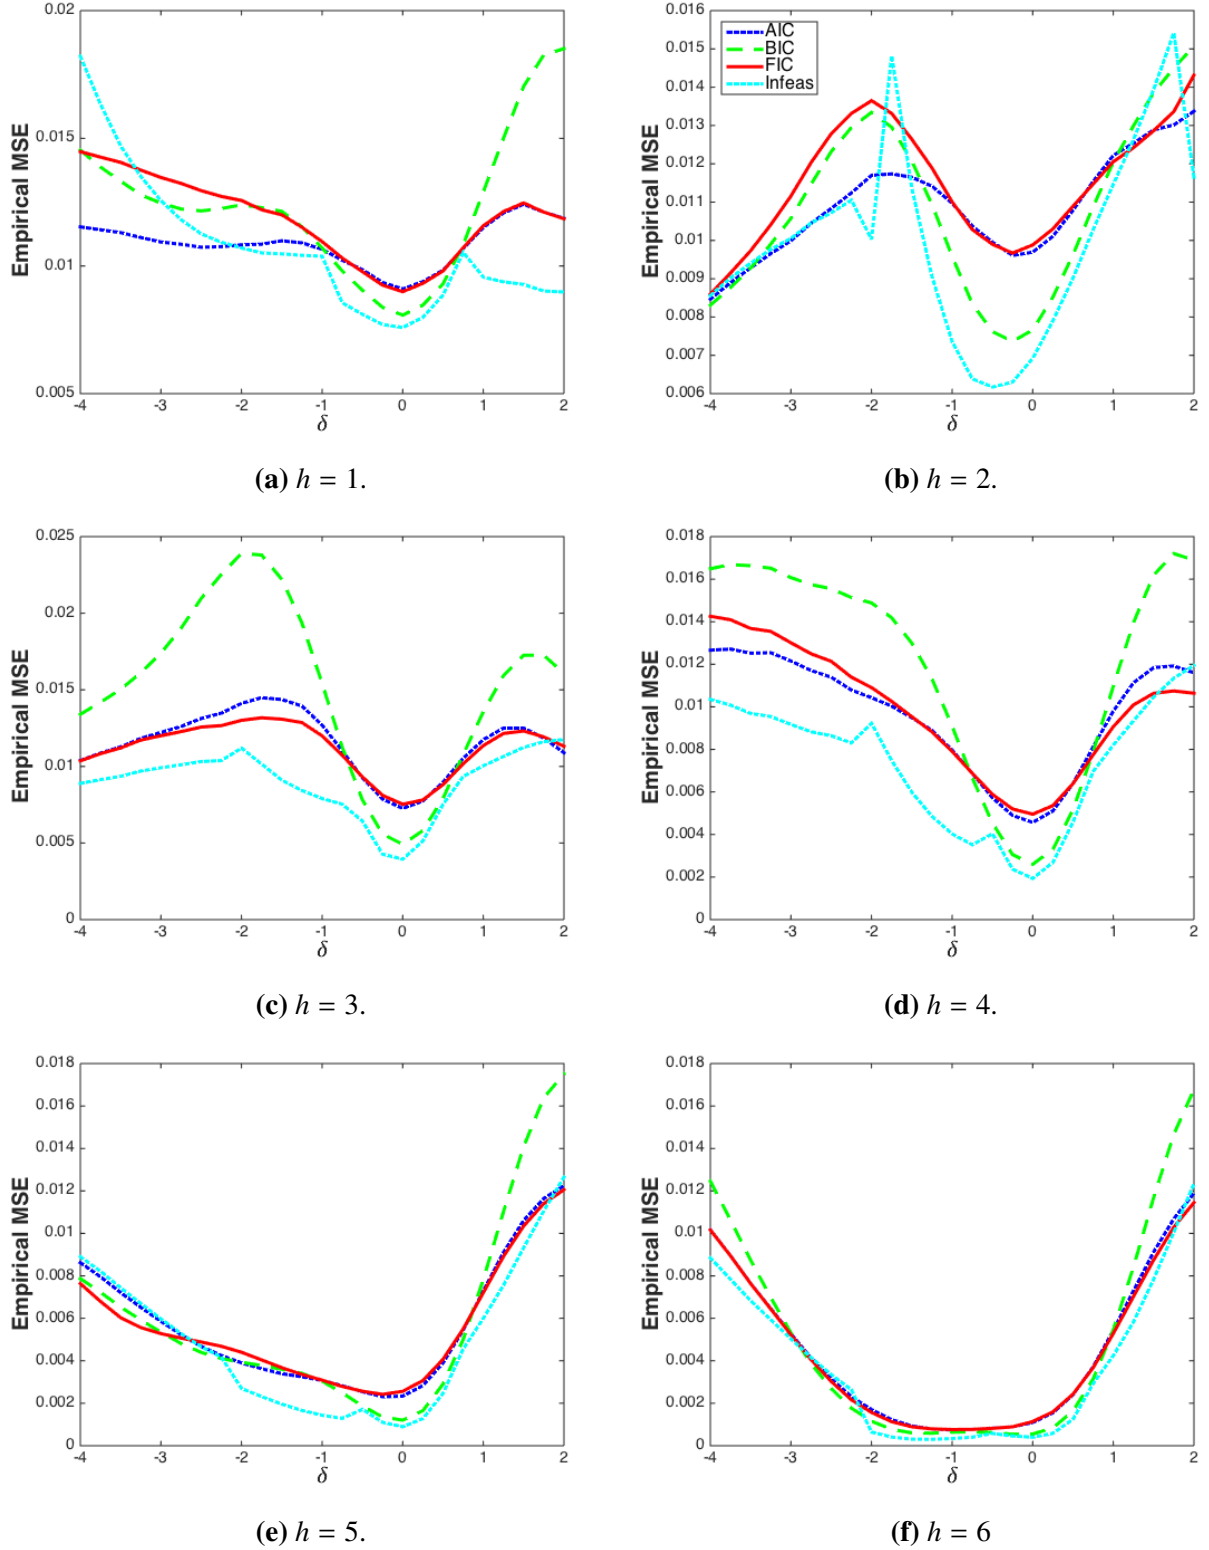 0.02
0.015
0.01
0.005
Empirical MSE
-4 -3 -2 -1 0 1 2
δ
(a) h = 1.
0.016
0.015
0.014
0.013
0.012
0.011
0.01
0.009
0.008
0.007
0.006
Empirical MSE
AIC
BIC
FIC
Infeas
-4 -3 -2 -1 0 1 2
δ
(b) h = 2.
0.025
0.02
0.015
0.01
0.005
0
Empirical MSE
-4 -3 -2 -1 0 1 2
δ
(c) h = 3.
0.018
0.016
0.014
0.012
0.01
0.008
0.006
0.004
0.002
0
Empirical MSE
-4 -3 -2 -1 0 1 2
δ
(d) h = 4.
0.018
0.016
0.014
0.012
0.01
0.008
0.006
0.004
0.002
0
Empirical MSE
-4 -3 -2 -1 0 1 2
δ
(e) h = 5.
0.018
0.016
0.014
0.012
0.01
0.008
0.006
0.004
0.002
0
Empirical MSE
-4 -3 -2 -1 0 1 2
δ
(f) h = 6